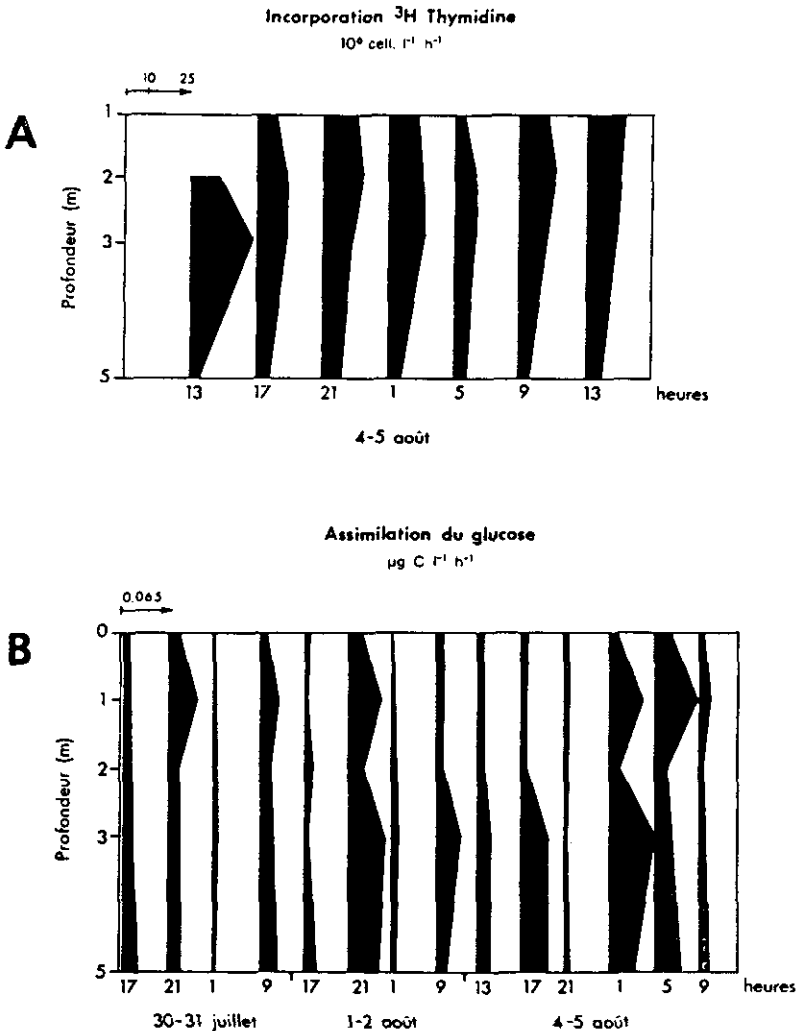 Incorporation ³H Thymidine
10⁶ cell. l⁻¹ h⁻¹
10 25
A
1
2
3
5
Profondeur (m)
13 17 21 1 5 9 13 heures
4-5 août
Assimilation du glucose
µg C l⁻¹ h⁻¹
0.065
B
0
1
2
3
5
Profondeur (m)
17 21 1 9 17 21 1 9 13 17 21 1 5 9 heures
30-31 juillet 1-2 août 4-5 août